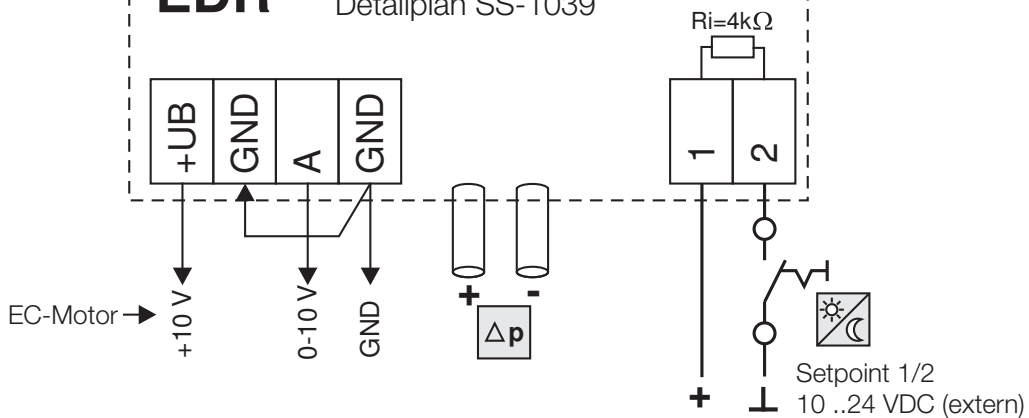 EDR
Detailplan SS-1039
Ri=4kΩ
+UB
GND
A
GND
1
2
EC-Motor
+10 V
0-10 V
GND
+
-
Δp
+
Setpoint 1/2
10 ..24 VDC (extern)